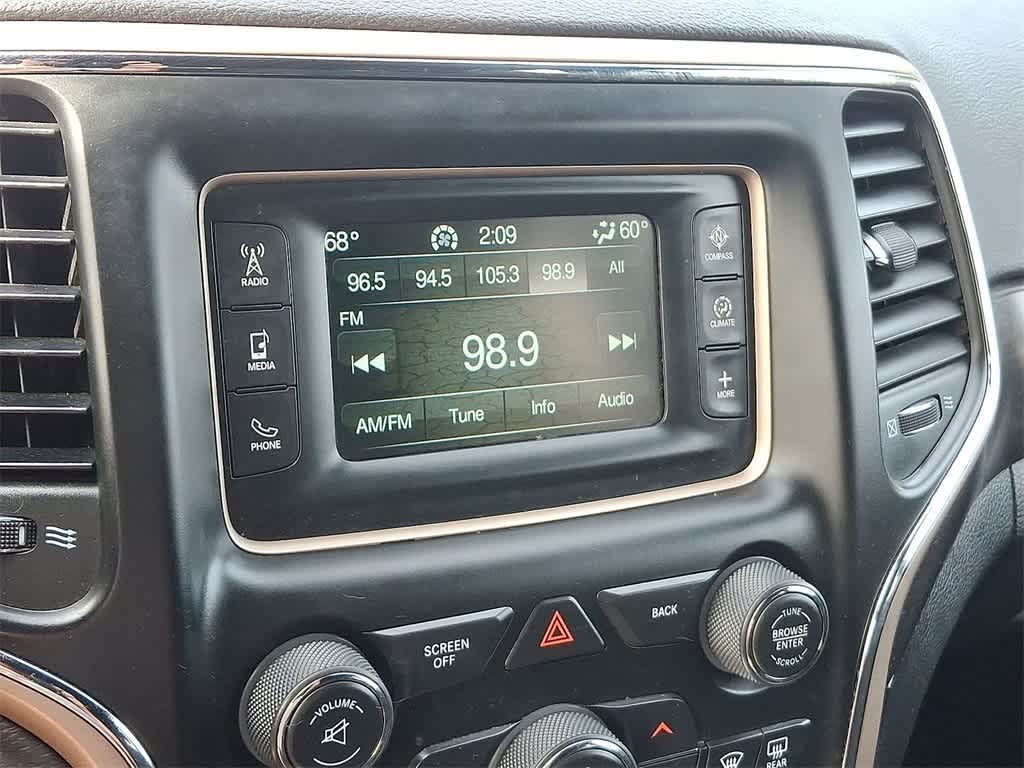 68° 2:09 60°
96.5 94.5 105.3 98.9 All
FM
98.9
AM/FM Tune Info Audio
RADIO
MEDIA
PHONE
COMPASS
CLIMATE
+
MORE
SCREEN
OFF
BACK
TUNE
BROWSE
ENTER
SCROLL
VOLUME
REAR